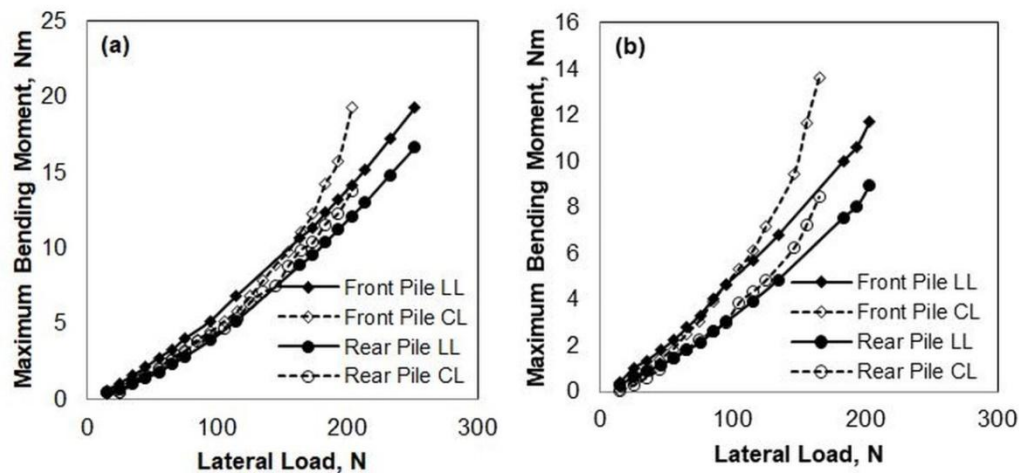 (a)
Maximum Bending Moment, Nm
25
20
15
10
5
0
Front Pile LL
Front Pile CL
Rear Pile LL
Rear Pile CL
0 100 200 300
Lateral Load, N
(b)
Maximum Bending Moment, Nm
16
14
12
10
8
6
4
2
0
Front Pile LL
Front Pile CL
Rear Pile LL
Rear Pile CL
0 100 200 300
Lateral Load, N